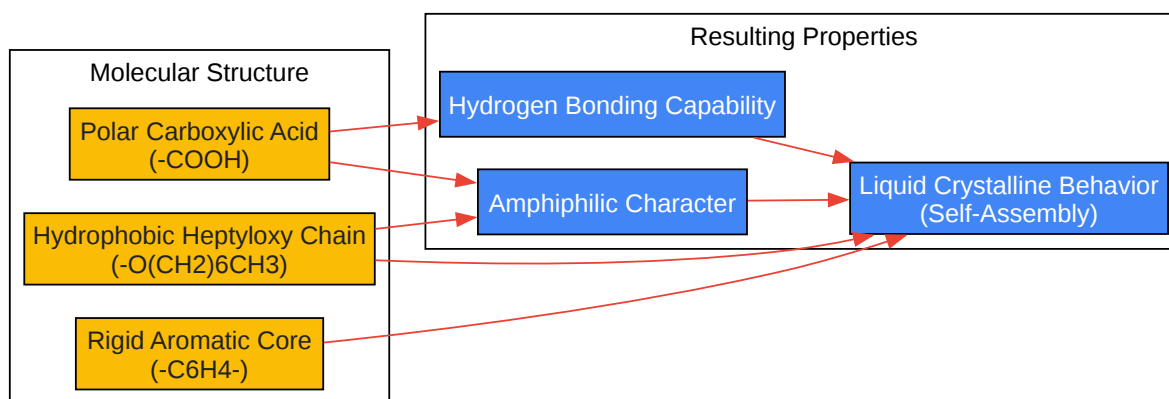 Molecular Structure
Polar Carboxylic Acid
(-COOH)
Hydrophobic Heptyloxy Chain
(-O(CH2)6CH3)
Rigid Aromatic Core
(-C6H4-)
Resulting Properties
Hydrogen Bonding Capability
Amphiphilic Character
Liquid Crystalline Behavior
(Self-Assembly)